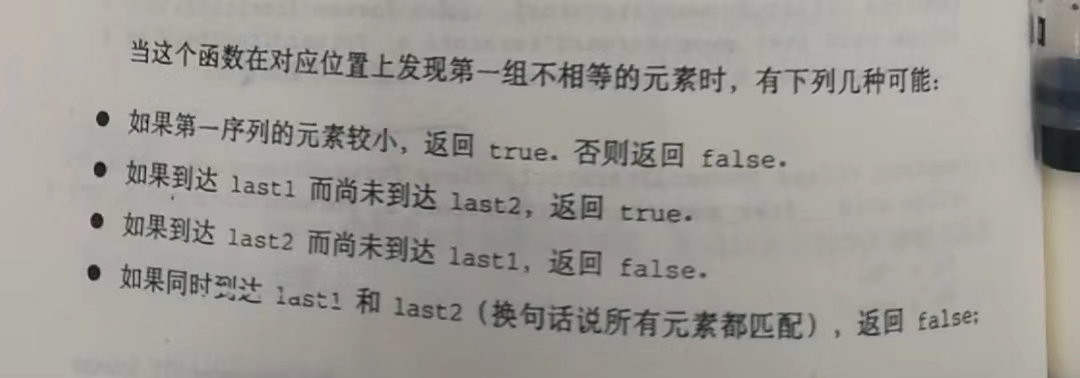 当这个函数在对应位置上发现第一组不相等的元素时，有下列几种可能：
● 如果第一序列的元素较小，返回 true。否则返回 false。
● 如果到达 last1 而尚未到达 last2，返回 true。
● 如果到达 last2 而尚未到达 last1，返回 false。
● 如果同时到达 last1 和 last2（换句话说所有元素都匹配），返回 false；